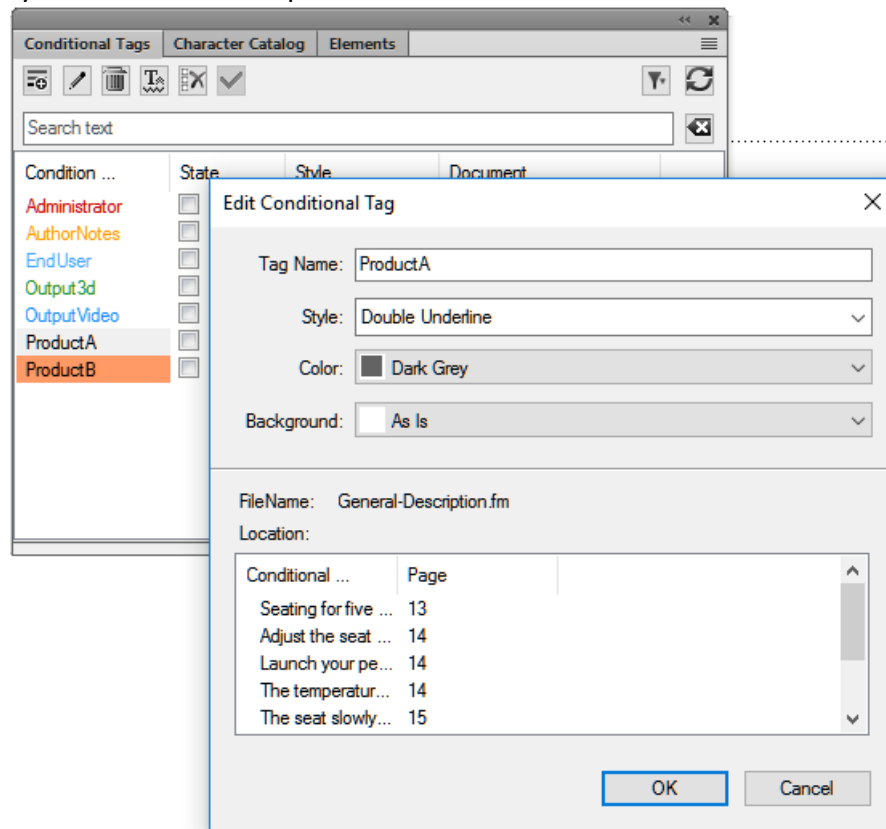 Conditional Tags Character Catalog Elements
Search text
Condition ... State Style Document
Administrator
AuthorNotes
EndUser
Output3d
OutputVideo
ProductA
ProductB
Edit Conditional Tag
Tag Name: ProductA
Style: Double Underline
Color: Dark Grey
Background: As Is
FileName: General-Description.fm
Location:
Conditional ... Page
Seating for five ... 13
Adjust the seat ... 14
Launch your pe... 14
The temperatur... 14
The seat slowly... 15
OK Cancel